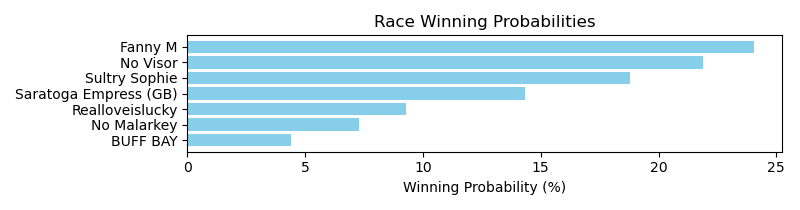 Race Winning Probabilities
Fanny M
No Visor
Sultry Sophie
Saratoga Empress (GB)
Realloveislucky
No Malarkey
BUFF BAY
0 5 10 15 20 25
Winning Probability (%)